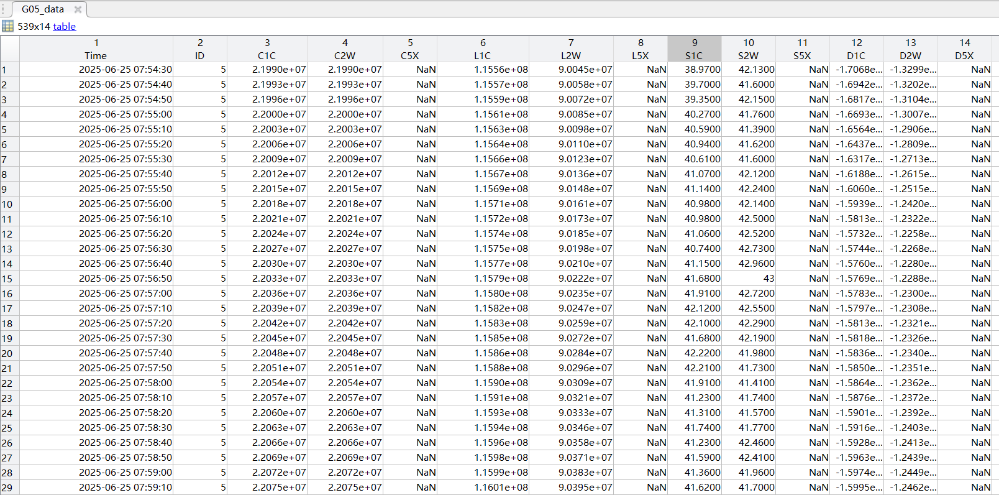 G05_data
539x14 table
1 2 3 4 5 6 7 8 9 10 11 12 13 14
Time ID C1C C2W C5X L1C L2W L5X S1C S2W S5X D1C D2W D5X
1 2025-06-25 07:54:30 5 2.1990e+07 2.1990e+07 NaN 1.1556e+08 9.0045e+07 NaN 38.9700 42.1300 NaN -1.7068e... -1.3299e... NaN
2 2025-06-25 07:54:40 5 2.1993e+07 2.1993e+07 NaN 1.1557e+08 9.0058e+07 NaN 39.7000 41.6000 NaN -1.6942e... -1.3202e... NaN
3 2025-06-25 07:54:50 5 2.1996e+07 2.1996e+07 NaN 1.1559e+08 9.0072e+07 NaN 39.3500 42.1500 NaN -1.6817e... -1.3104e... NaN
4 2025-06-25 07:55:00 5 2.2000e+07 2.2000e+07 NaN 1.1561e+08 9.0085e+07 NaN 40.2700 41.7600 NaN -1.6693e... -1.3007e... NaN
5 2025-06-25 07:55:10 5 2.2003e+07 2.2003e+07 NaN 1.1563e+08 9.0098e+07 NaN 40.5900 41.3900 NaN -1.6564e... -1.2906e... NaN
6 2025-06-25 07:55:20 5 2.2006e+07 2.2006e+07 NaN 1.1564e+08 9.0110e+07 NaN 40.9400 41.6200 NaN -1.6437e... -1.2809e... NaN
7 2025-06-25 07:55:30 5 2.2009e+07 2.2009e+07 NaN 1.1566e+08 9.0123e+07 NaN 40.6100 41.6000 NaN -1.6317e... -1.2713e... NaN
8 2025-06-25 07:55:40 5 2.2012e+07 2.2012e+07 NaN 1.1567e+08 9.0136e+07 NaN 41.0700 42.1200 NaN -1.6188e... -1.2615e... NaN
9 2025-06-25 07:55:50 5 2.2015e+07 2.2015e+07 NaN 1.1569e+08 9.0148e+07 NaN 41.1400 42.2400 NaN -1.6060e... -1.2515e... NaN
10 2025-06-25 07:56:00 5 2.2018e+07 2.2018e+07 NaN 1.1571e+08 9.0161e+07 NaN 40.9800 42.1400 NaN -1.5939e... -1.2420e... NaN
11 2025-06-25 07:56:10 5 2.2021e+07 2.2021e+07 NaN 1.1572e+08 9.0173e+07 NaN 40.9800 42.5000 NaN -1.5813e... -1.2322e... NaN
12 2025-06-25 07:56:20 5 2.2024e+07 2.2024e+07 NaN 1.1574e+08 9.0185e+07 NaN 41.0600 42.5200 NaN -1.5732e... -1.2258e... NaN
13 2025-06-25 07:56:30 5 2.2027e+07 2.2027e+07 NaN 1.1575e+08 9.0198e+07 NaN 40.7400 42.7300 NaN -1.5744e... -1.2268e... NaN
14 2025-06-25 07:56:40 5 2.2030e+07 2.2030e+07 NaN 1.1577e+08 9.0210e+07 NaN 41.1500 42.9600 NaN -1.5760e... -1.2280e... NaN
15 2025-06-25 07:56:50 5 2.2033e+07 2.2033e+07 NaN 1.1579e+08 9.0222e+07 NaN 41.6800 43 NaN -1.5769e... -1.2288e... NaN
16 2025-06-25 07:57:00 5 2.2036e+07 2.2036e+07 NaN 1.1580e+08 9.0235e+07 NaN 41.9100 42.7200 NaN -1.5783e... -1.2300e... NaN
17 2025-06-25 07:57:10 5 2.2039e+07 2.2039e+07 NaN 1.1582e+08 9.0247e+07 NaN 42.1200 42.5500 NaN -1.5797e... -1.2308e... NaN
18 2025-06-25 07:57:20 5 2.2042e+07 2.2042e+07 NaN 1.1583e+08 9.0259e+07 NaN 42.1000 42.2900 NaN -1.5813e... -1.2321e... NaN
19 2025-06-25 07:57:30 5 2.2045e+07 2.2045e+07 NaN 1.1585e+08 9.0272e+07 NaN 41.6800 42.1900 NaN -1.5818e... -1.2326e... NaN
20 2025-06-25 07:57:40 5 2.2048e+07 2.2048e+07 NaN 1.1586e+08 9.0284e+07 NaN 42.2200 41.9800 NaN -1.5836e... -1.2340e... NaN
21 2025-06-25 07:57:50 5 2.2051e+07 2.2051e+07 NaN 1.1588e+08 9.0296e+07 NaN 42.2100 41.7300 NaN -1.5850e... -1.2351e... NaN
22 2025-06-25 07:58:00 5 2.2054e+07 2.2054e+07 NaN 1.1590e+08 9.0309e+07 NaN 41.9100 41.4100 NaN -1.5864e... -1.2362e... NaN
23 2025-06-25 07:58:10 5 2.2057e+07 2.2057e+07 NaN 1.1591e+08 9.0321e+07 NaN 41.2300 41.7400 NaN -1.5876e... -1.2372e... NaN
24 2025-06-25 07:58:20 5 2.2060e+07 2.2060e+07 NaN 1.1593e+08 9.0333e+07 NaN 41.3100 41.5700 NaN -1.5901e... -1.2392e... NaN
25 2025-06-25 07:58:30 5 2.2063e+07 2.2063e+07 NaN 1.1594e+08 9.0346e+07 NaN 41.7400 41.7700 NaN -1.5916e... -1.2403e... NaN
26 2025-06-25 07:58:40 5 2.2066e+07 2.2066e+07 NaN 1.1596e+08 9.0358e+07 NaN 41.2300 42.4600 NaN -1.5928e... -1.2413e... NaN
27 2025-06-25 07:58:50 5 2.2069e+07 2.2069e+07 NaN 1.1598e+08 9.0371e+07 NaN 41.5900 42.4100 NaN -1.5963e... -1.2439e... NaN
28 2025-06-25 07:59:00 5 2.2072e+07 2.2072e+07 NaN 1.1599e+08 9.0383e+07 NaN 41.3600 41.9600 NaN -1.5974e... -1.2449e... NaN
29 2025-06-25 07:59:10 5 2.2075e+07 2.2075e+07 NaN 1.1601e+08 9.0395e+07 NaN 41.6200 41.7000 NaN -1.5995e... -1.2462e... NaN